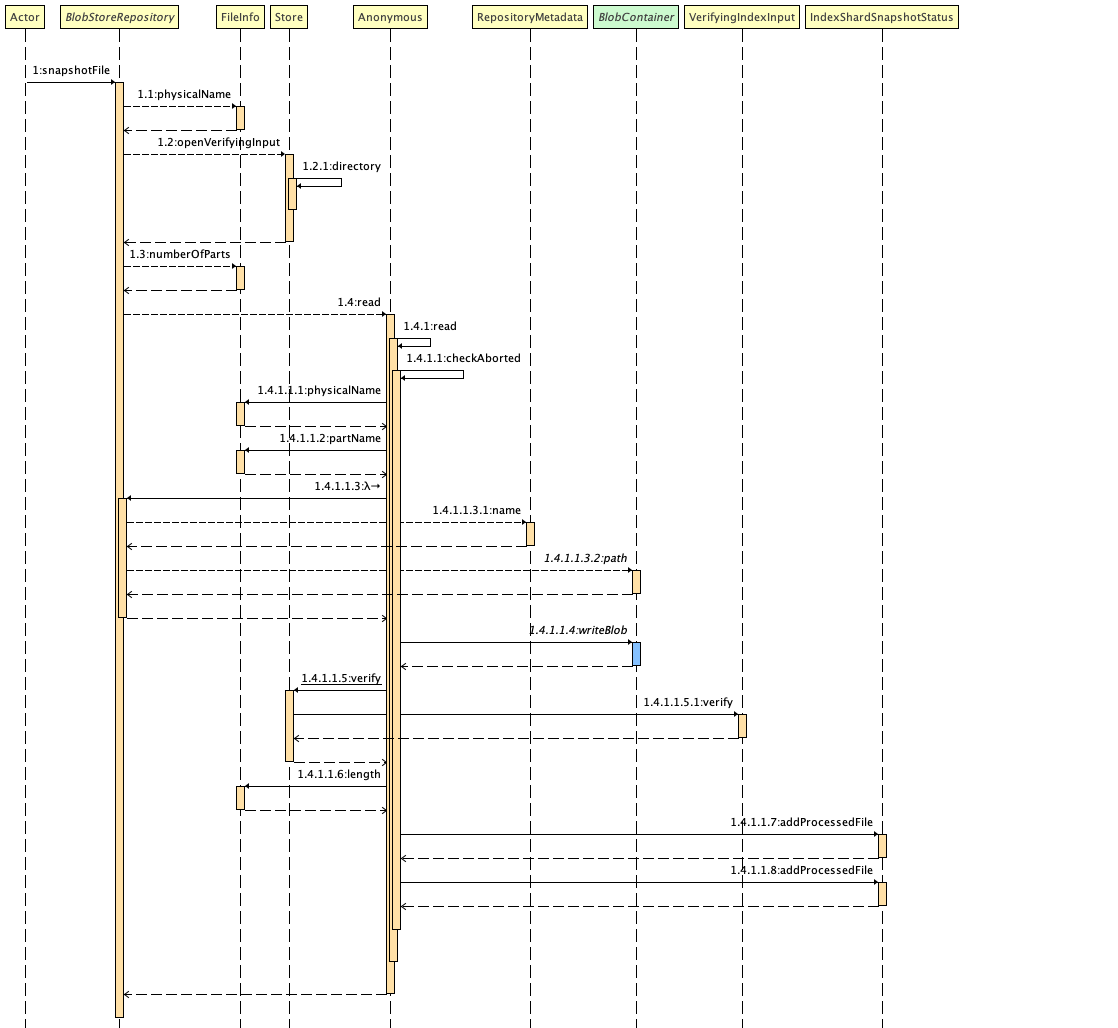 Actor
BlobStoreRepository
FileInfo
Store
Anonymous
RepositoryMetadata
BlobContainer
VerifyingIndexInput
IndexShardSnapshotStatus
1:snapshotFile
1.1:physicalName
1.2:openVerifyingInput
1.2.1:directory
1.3:numberOfParts
1.4:read
1.4.1:read
1.4.1.1:checkAborted
1.4.1.1.1:physicalName
1.4.1.1.2:partName
1.4.1.1.3:λ→
1.4.1.1.3.1:name
1.4.1.1.3.2:path
1.4.1.1.4:writeBlob
1.4.1.1.5:verify
1.4.1.1.5.1:verify
1.4.1.1.6:length
1.4.1.1.7:addProcessedFile
1.4.1.1.8:addProcessedFile